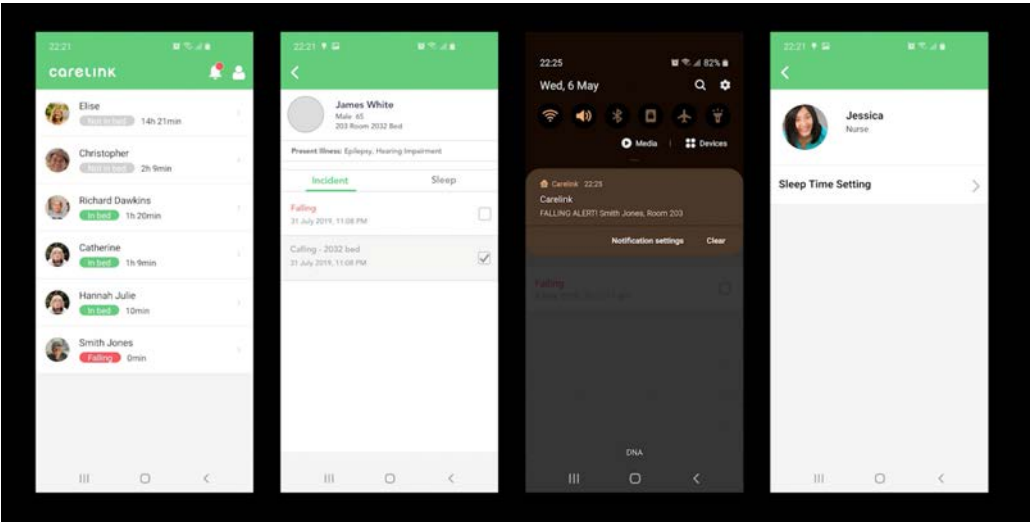 22:21
carelink
Elise
Not in bed 14h 21min
Christopher
Not in bed 2h 9min
Richard Dawkins
In bed 1h 20min
Catherine
In bed 1h 9min
Hannah Julie
In bed 10min
Smith Jones
Falling 0min
22:21
James White
Male 65
203 Room 2032 Bed
Present Illness: Epilepsy, Hearing Impairment
Incident Sleep
Falling
31 July 2019, 11:08 PM
Calling - 2032 bed
31 July 2019, 11:08 PM
22:25 82%
Wed, 6 May
Media | Devices
Carelink 22:25
Carelink
FALLING ALERT! Smith Jones, Room 203
Notification settings Clear
Falling
DNA
22:21
Jessica
Nurse
Sleep Time Setting